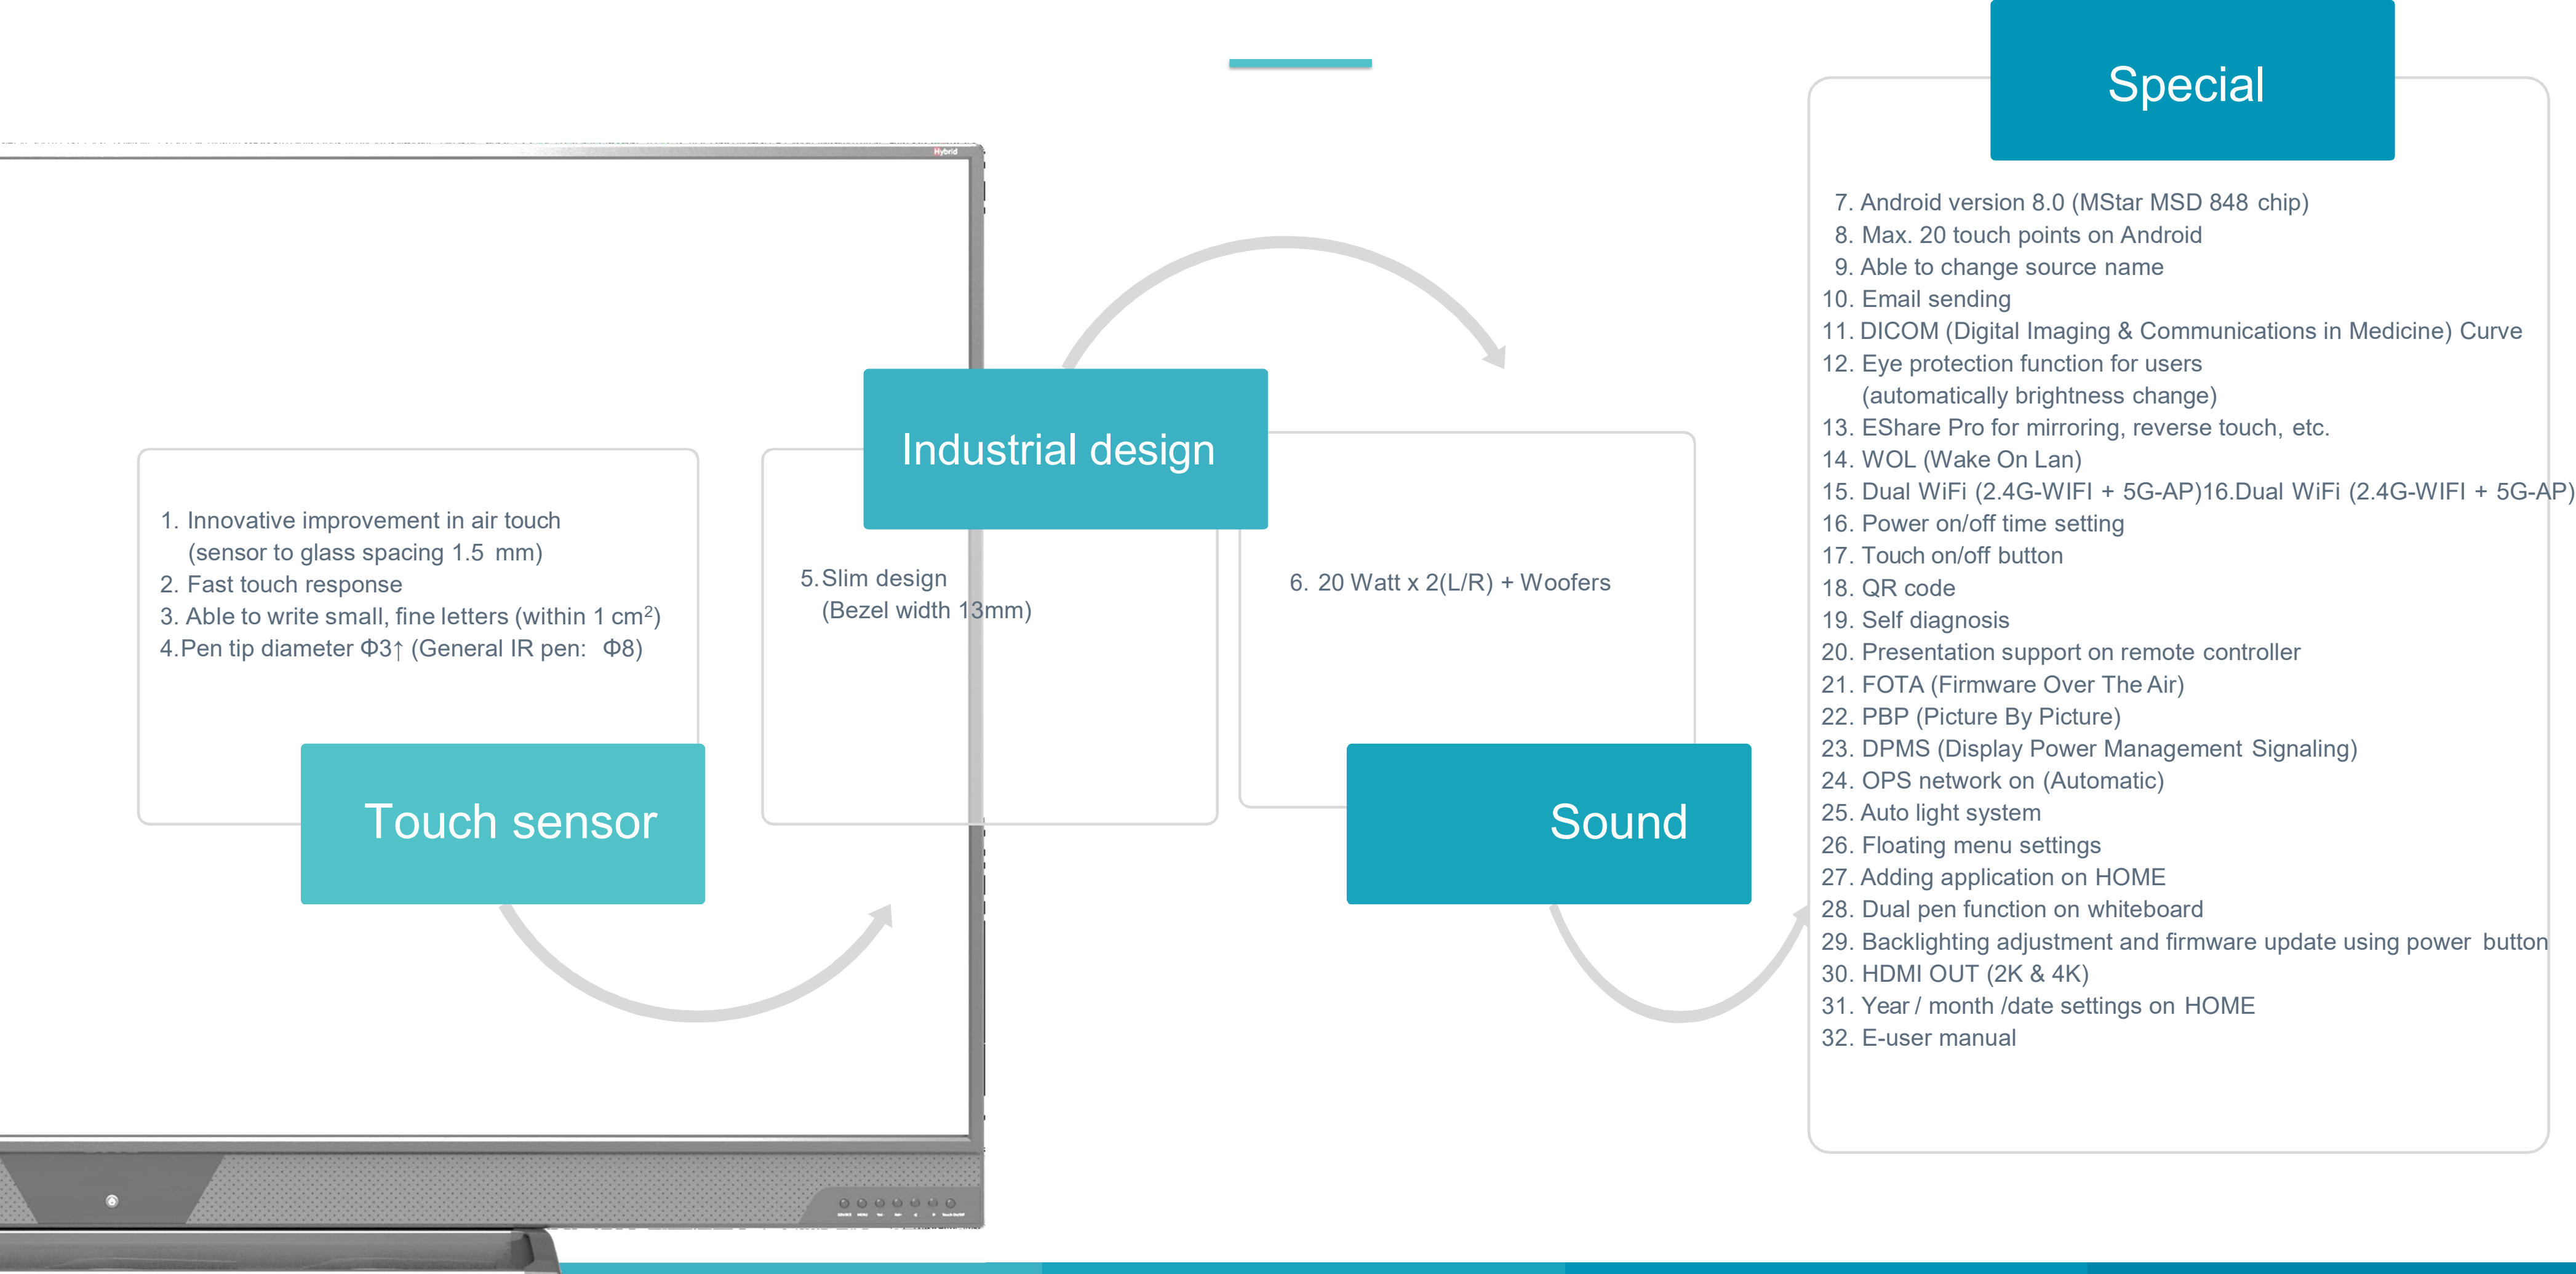 Special
Hybrid
7. Android version 8.0 (MStar MSD 848 chip)
8. Max. 20 touch points on Android
9. Able to change source name
10. Email sending
11. DICOM (Digital Imaging & Communications in Medicine) Curve
12. Eye protection function for users
(automatically brightness change)
13. EShare Pro for mirroring, reverse touch, etc.
14. WOL (Wake On Lan)
15. Dual WiFi (2.4G-WIFI + 5G-AP)16.Dual WiFi (2.4G-WIFI + 5G-AP)
16. Power on/off time setting
17. Touch on/off button
18. QR code
19. Self diagnosis
20. Presentation support on remote controller
21. FOTA (Firmware Over The Air)
22. PBP (Picture By Picture)
23. DPMS (Display Power Management Signaling)
24. OPS network on (Automatic)
25. Auto light system
26. Floating menu settings
27. Adding application on HOME
28. Dual pen function on whiteboard
29. Backlighting adjustment and firmware update using power button
30. HDMI OUT (2K & 4K)
31. Year / month /date settings on HOME
32. E-user manual
Industrial design
5.Slim design
(Bezel width 13mm)
1. Innovative improvement in air touch
(sensor to glass spacing 1.5 mm)
2. Fast touch response
3. Able to write small, fine letters (within 1 cm²)
4.Pen tip diameter Φ3↑ (General IR pen: Φ8)
Touch sensor
6. 20 Watt x 2(L/R) + Woofers
Sound